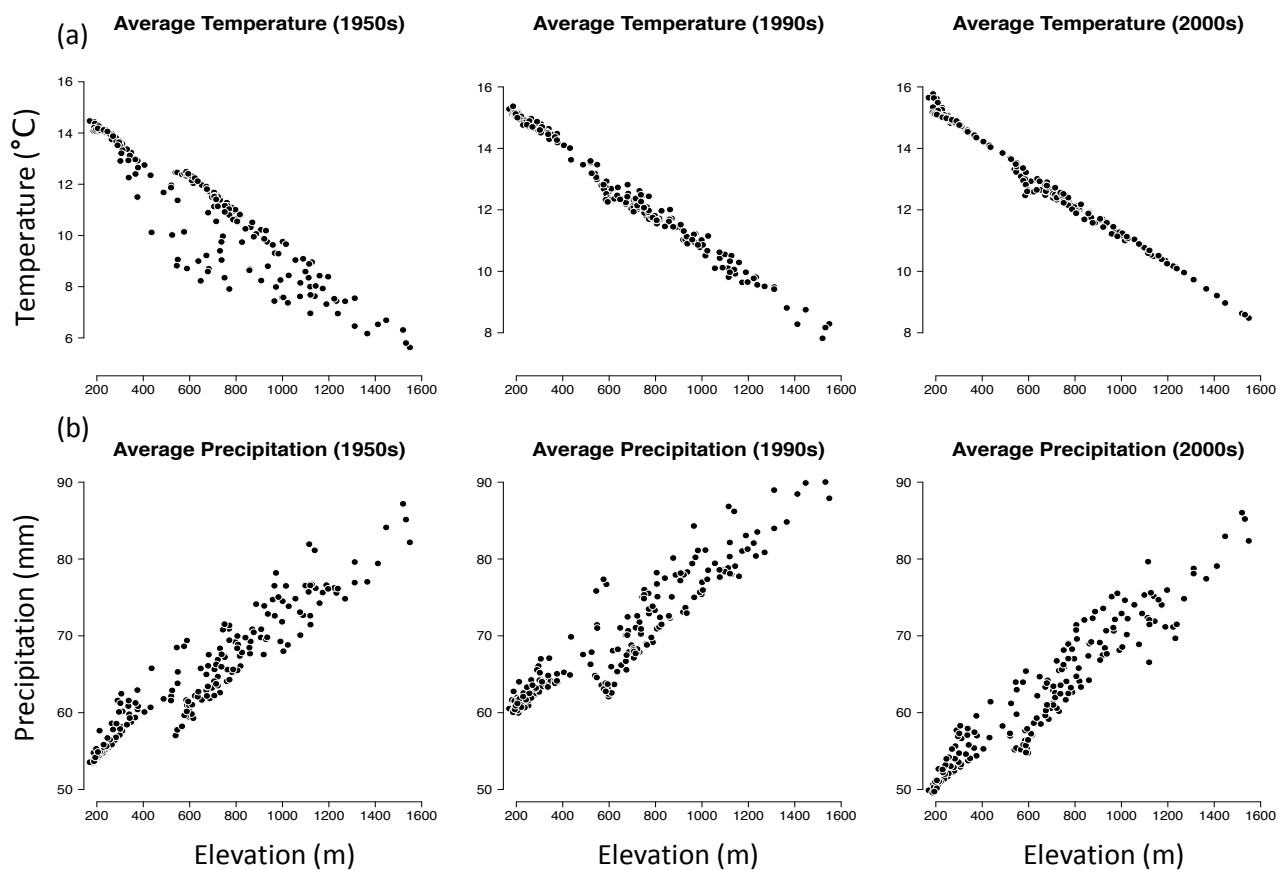 (a)
Average Temperature (1950s) Average Temperature (1990s) Average Temperature (2000s)
Temperature (°C)
16 14 12 10 8 6
16 14 12 10 8
16 14 12 10 8
200 400 600 800 1000 1200 1400 1600
200 400 600 800 1000 1200 1400 1600
200 400 600 800 1000 1200 1400 1600
(b)
Average Precipitation (1950s) Average Precipitation (1990s) Average Precipitation (2000s)
Precipitation (mm)
90 80 70 60 50
90 80 70 60 50
90 80 70 60 50
200 400 600 800 1000 1200 1400 1600
200 400 600 800 1000 1200 1400 1600
200 400 600 800 1000 1200 1400 1600
Elevation (m) Elevation (m) Elevation (m)